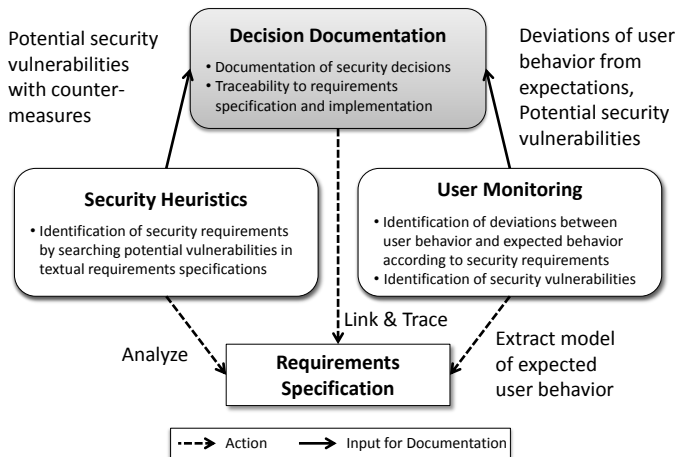 Potential security
vulnerabilities
with counter-
measures
Decision Documentation
• Documentation of security decisions
• Traceability to requirements
specification and implementation
Deviations of user
behavior from
expectations,
Potential security
vulnerabilities
Security Heuristics
• Identification of security requirements
by searching potential vulnerabilities in
textual requirements specifications
User Monitoring
• Identification of deviations between
user behavior and expected behavior
according to security requirements
• Identification of security vulnerabilities
Analyze
Link & Trace
Extract model
of expected
user behavior
Requirements
Specification
Action
Input for Documentation